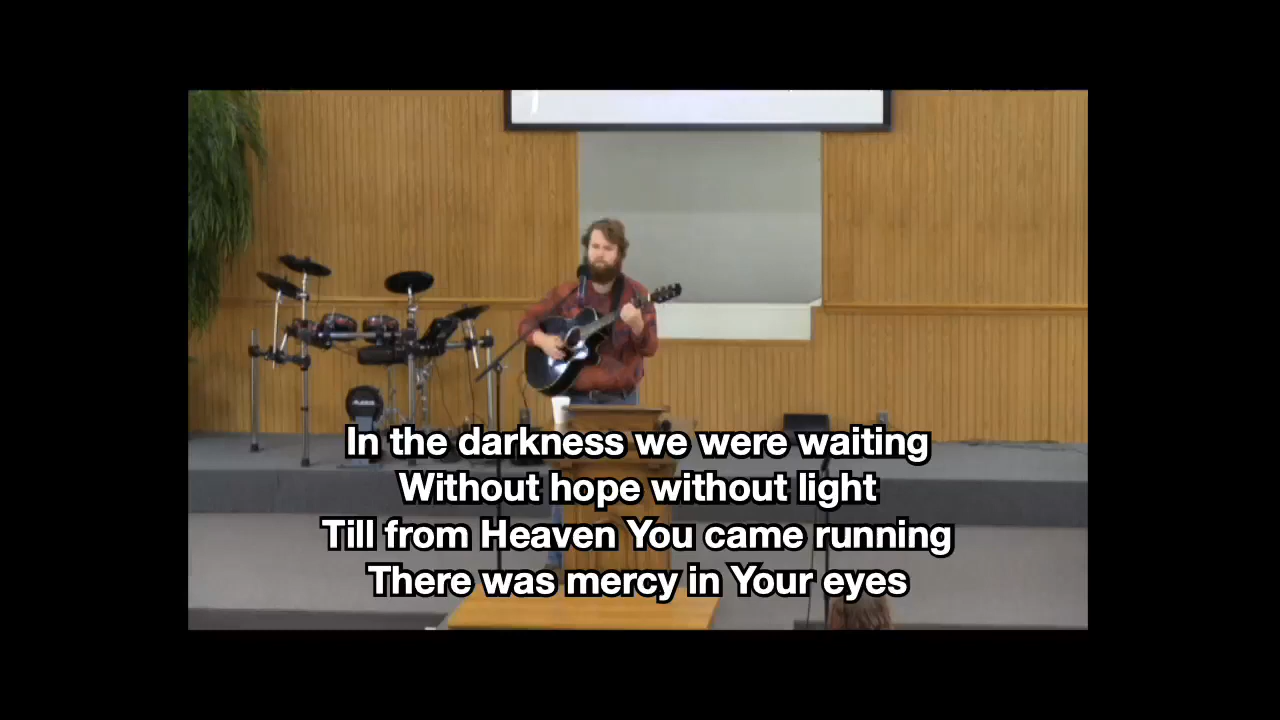 In the darkness we were waiting
Without hope without light
Till from Heaven You came running
There was mercy in Your eyes